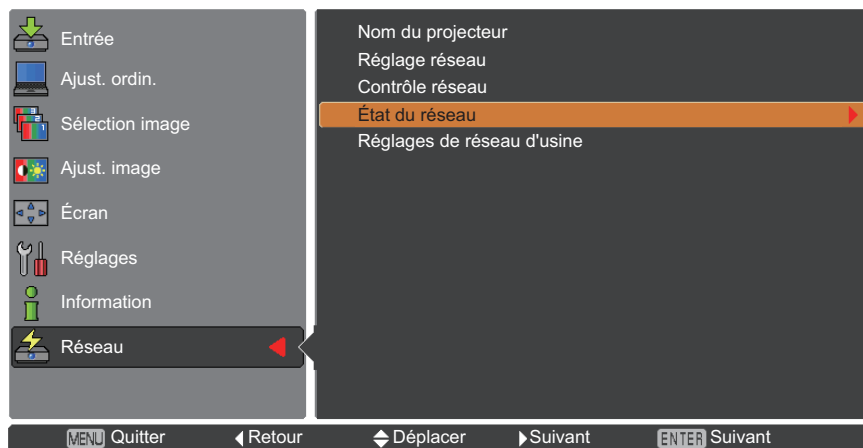 Entrée
Ajust. ordin.
Sélection image
Ajust. image
Écran
Réglages
Information
Réseau
Nom du projecteur
Réglage réseau
Contrôle réseau
État du réseau
Réglages de réseau d'usine
MENU Quitter Retour Déplacer Suivant ENTER Suivant